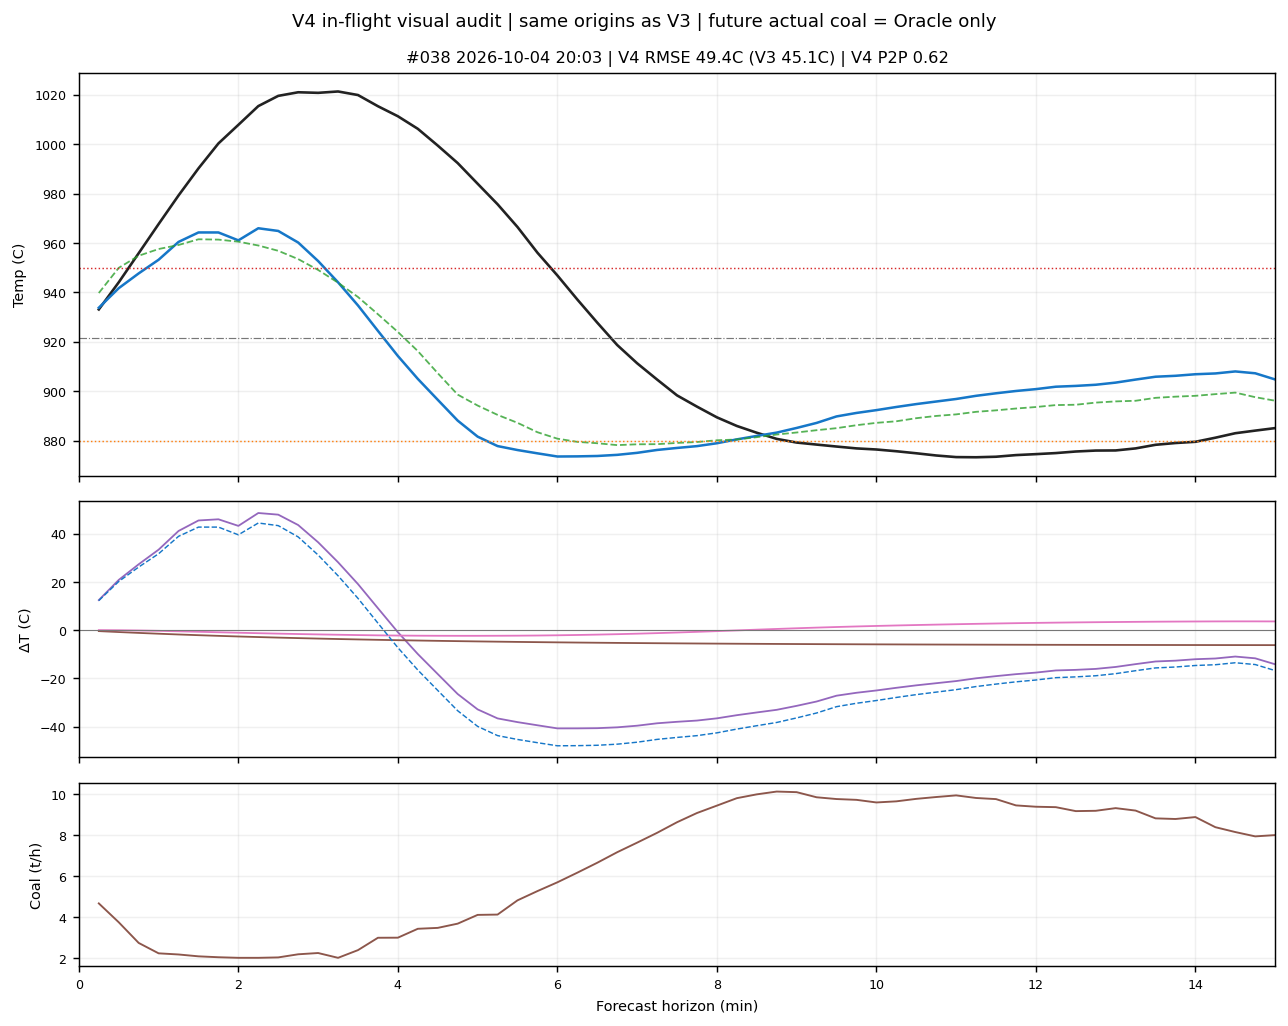 V4 in-flight visual audit | same origins as V3 | future actual coal = Oracle only
#038 2026-10-04 20:03 | V4 RMSE 49.4C (V3 45.1C) | V4 P2P 0.62
1020
1000
980
960
940
920
900
880
Temp (C)
40
20
0
−20
−40
ΔT (C)
10
8
6
4
2
Coal (t/h)
0 2 4 6 8 10 12 14
Forecast horizon (min)